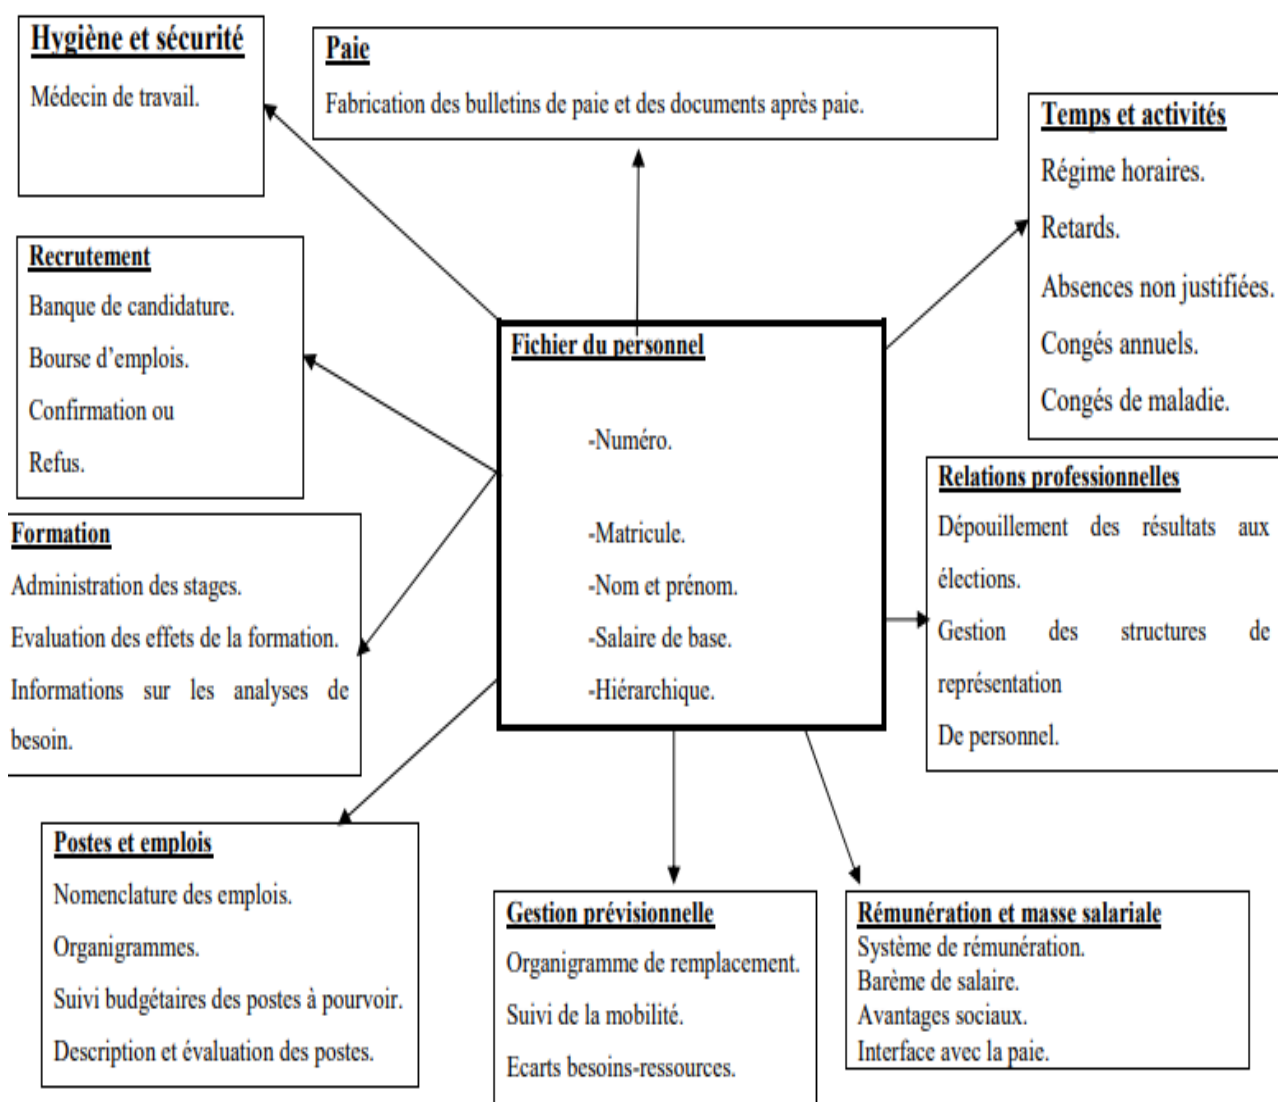 Hygiène et sécurité
Médecin de travail.
Paie
Fabrication des bulletins de paie et des documents après paie.
Temps et activités
Régime horaires.
Retards.
Absences non justifiées.
Congés annuels.
Congés de maladie.
Recrutement
Banque de candidature.
Bourse d’emplois.
Confirmation ou
Refus.
Fichier du personnel
-Numéro.
-Matricule.
-Nom et prénom.
-Salaire de base.
-Hiérarchique.
Relations professionnelles
Dépouillement des résultats aux
élections.
Gestion des structures de
représentation
De personnel.
Formation
Administration des stages.
Evaluation des effets de la formation.
Informations sur les analyses de
besoin.
Postes et emplois
Nomenclature des emplois.
Organigrammes.
Suivi budgétaires des postes à pourvoir.
Description et évaluation des postes.
Gestion prévisionnelle
Organigramme de remplacement.
Suivi de la mobilité.
Ecarts besoins-ressources.
Rémunération et masse salariale
Système de rémunération.
Barème de salaire.
Avantages sociaux.
Interface avec la paie.